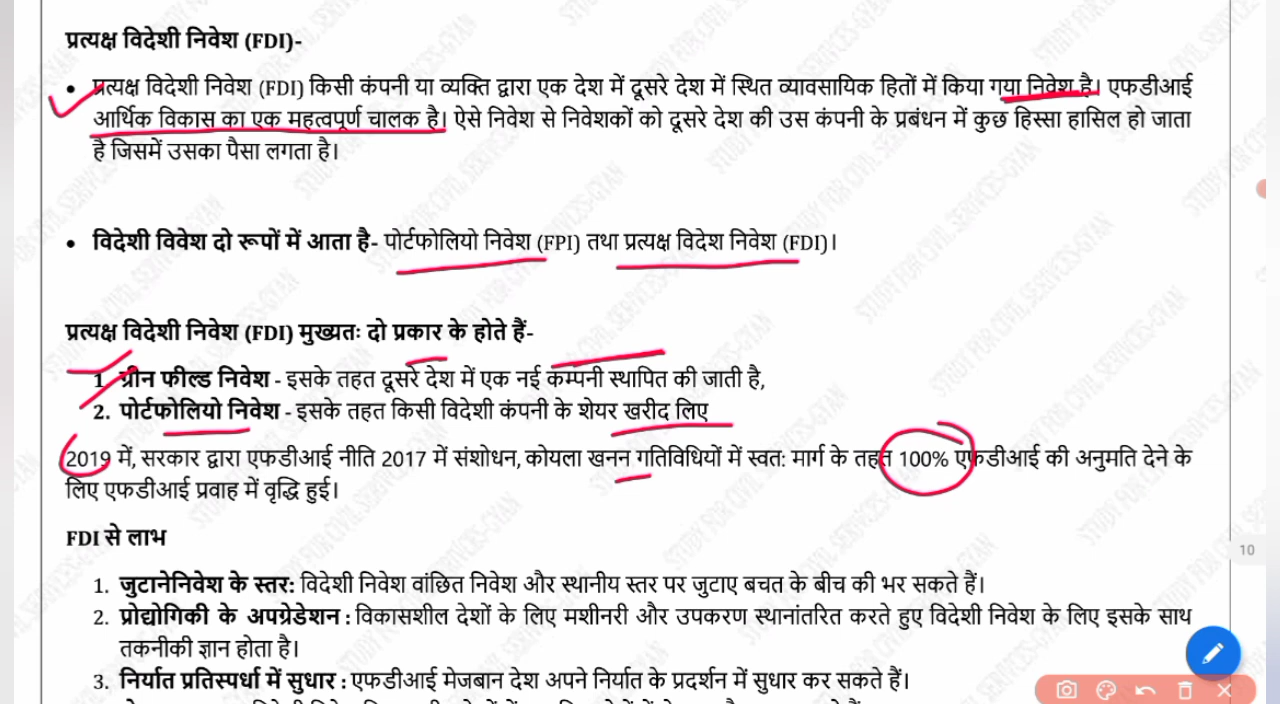 प्रत्यक्ष विदेशी निवेश (FDI)-
• प्रत्यक्ष विदेशी निवेश (FDI) किसी कंपनी या व्यक्ति द्वारा एक देश में दूसरे देश में स्थित व्यावसायिक हितों में किया गया निवेश है। एफडीआई
आर्थिक विकास का एक महत्वपूर्ण चालक है। ऐसे निवेश से निवेशकों को दूसरे देश की उस कंपनी के प्रबंधन में कुछ हिस्सा हासिल हो जाता
है जिसमें उसका पैसा लगता है।
• विदेशी विवेश दो रूपों में आता है- पोर्टफोलियो निवेश (FPI) तथा प्रत्यक्ष विदेश निवेश (FDI)।
प्रत्यक्ष विदेशी निवेश (FDI) मुख्यतः दो प्रकार के होते हैं-
1. ग्रीन फील्ड निवेश - इसके तहत दूसरे देश में एक नई कम्पनी स्थापित की जाती है,
2. पोर्टफोलियो निवेश - इसके तहत किसी विदेशी कंपनी के शेयर खरीद लिए
2019 में, सरकार द्वारा एफडीआई नीति 2017 में संशोधन, कोयला खनन गतिविधियों में स्वत: मार्ग के तहत 100% एफडीआई की अनुमति देने के
लिए एफडीआई प्रवाह में वृद्धि हुई।
FDI से लाभ
1. जुटानेनिवेश के स्तर: विदेशी निवेश वांछित निवेश और स्थानीय स्तर पर जुटाए बचत के बीच की भर सकते हैं।
2. प्रोद्योगिकी के अपग्रेडेशन : विकासशील देशों के लिए मशीनरी और उपकरण स्थानांतरित करते हुए विदेशी निवेश के लिए इसके साथ
तकनीकी ज्ञान होता है।
10
3. निर्यात प्रतिस्पर्धा में सुधार : एफडीआई मेजबान देश अपने निर्यात के प्रदर्शन में सुधार कर सकते हैं।